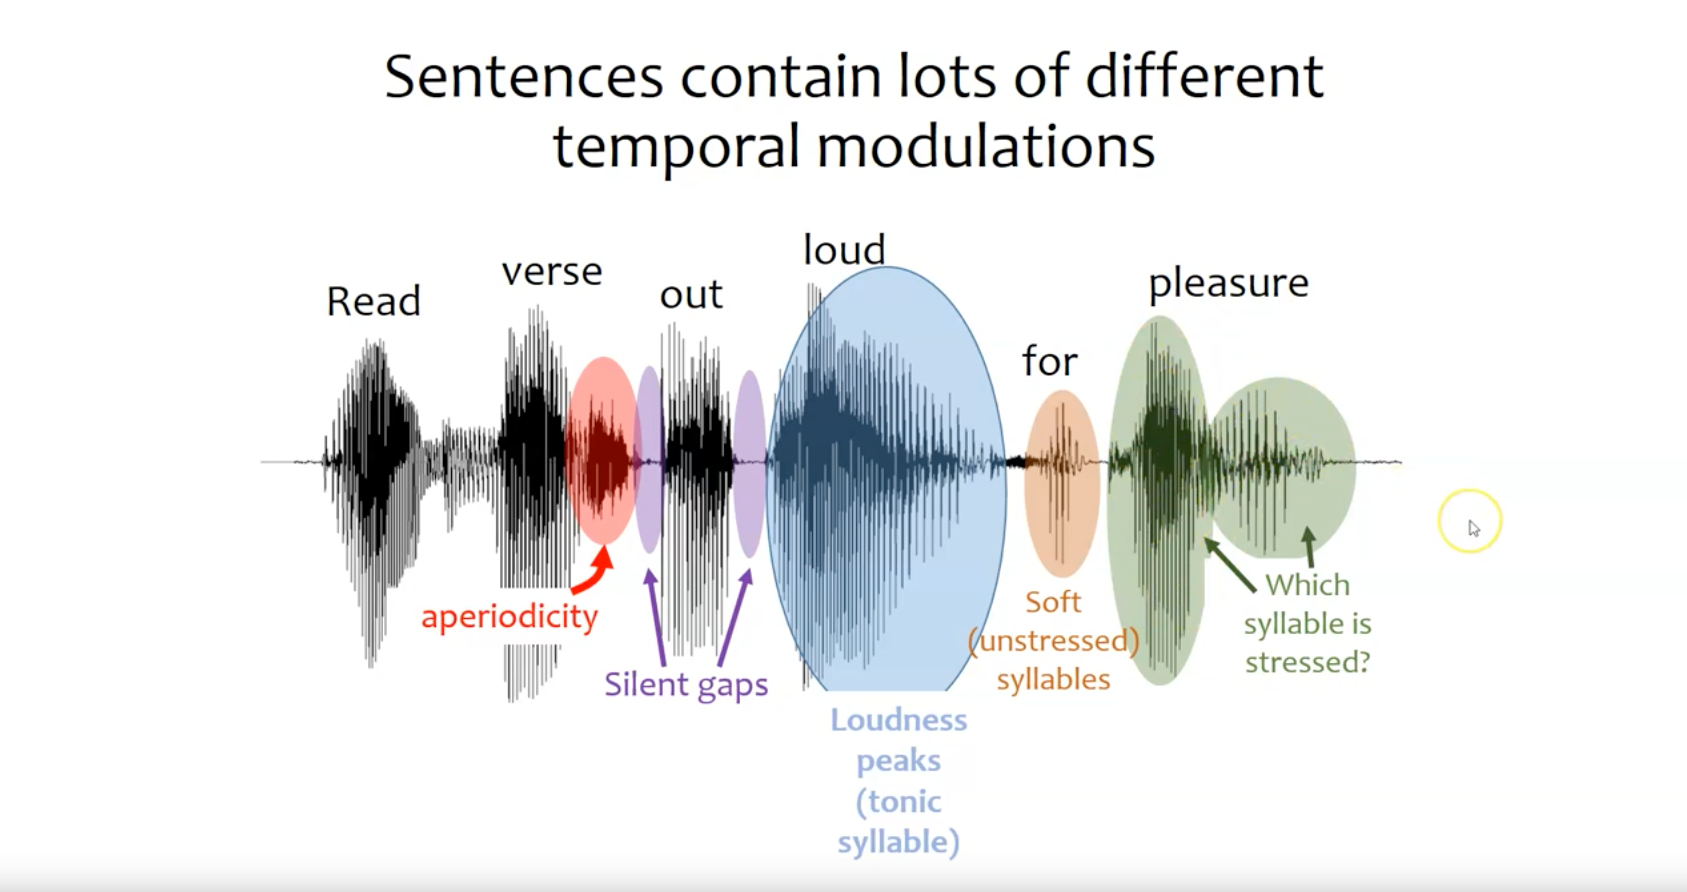 Sentences contain lots of different
temporal modulations
Read
verse
out
loud
for
pleasure
aperiodicity
Silent gaps
Loudness
peaks
(tonic
syllable)
Soft
(unstressed)
syllables
Which
syllable is
stressed?